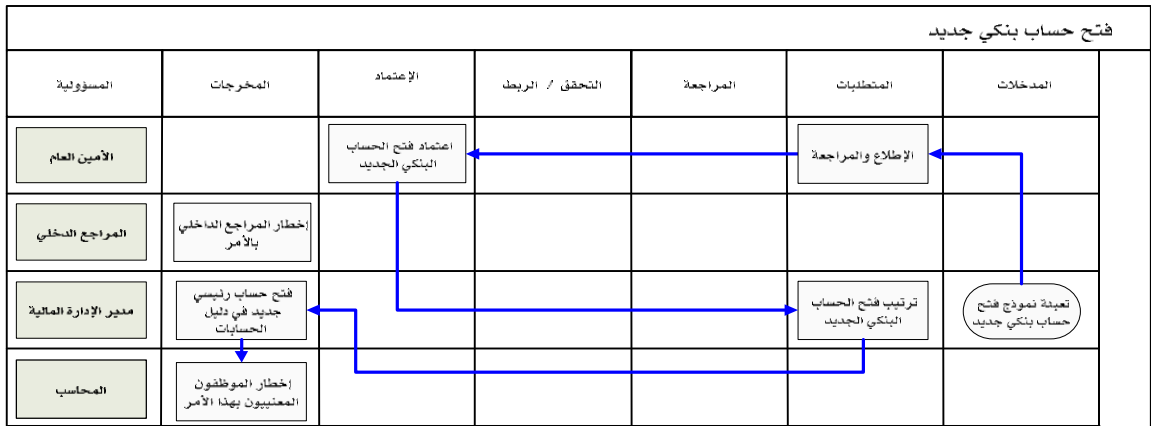 فتح حساب بنكي جديد
المدخلات
المتطلبات
المراجعة
التحقق / الربط
الإعتماد
المخرجات
المسؤولية
الإطلاع والمراجعة
اعتماد فتح الحساب
البنكي الجديد
الأمين العام
إخطار المراجع الداخلي
بالأمر
المراجع الدخلي
تعبئة نموذج فتح
حساب بنكي جديد
ترتيب فتح الحساب
البنكي الجديد
فتح حساب رئيسي
جديد في دليل
الحسابات
مدير الإدارة المالية
إخطار الموظفون
المعنييون بهذا الأمر
المحاسب